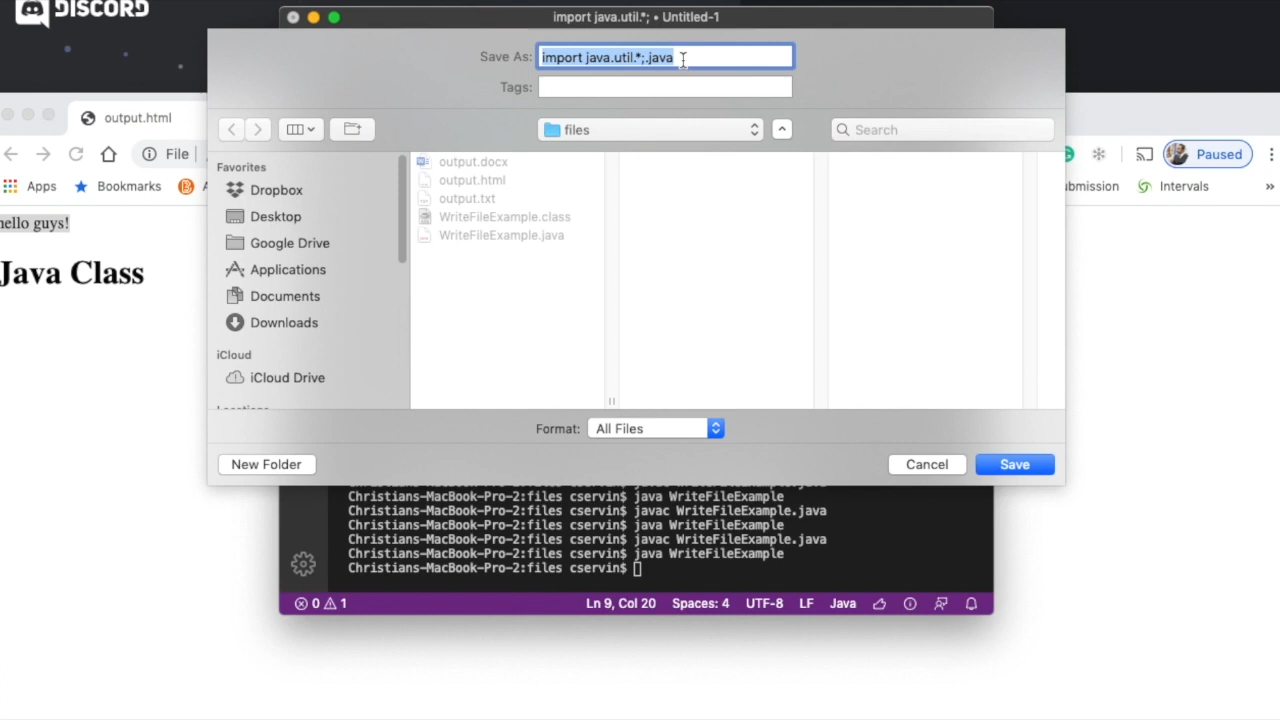 DISCORD
import java.util.*; • Untitled-1
Save As: import java.util.*;.java
Tags:
output.html
files
Search
File
Paused
Apps
Bookmarks
Intervals
»
Favorites
Dropbox
Desktop
Google Drive
Applications
Documents
Downloads
iCloud
iCloud Drive
output.docx
output.html
output.txt
WriteFileExample.class
WriteFileExample.java
hello guys!
Java Class
Format: All Files
New Folder
Cancel
Save
Christians-MacBook-Pro-2:files cservin$ java WriteFileExample
Christians-MacBook-Pro-2:files cservin$ javac WriteFileExample.java
Christians-MacBook-Pro-2:files cservin$ java WriteFileExample
Christians-MacBook-Pro-2:files cservin$ javac WriteFileExample.java
Christians-MacBook-Pro-2:files cservin$ java WriteFileExample
Christians-MacBook-Pro-2:files cservin$
0 1 Ln 9, Col 20 Spaces: 4 UTF-8 LF Java